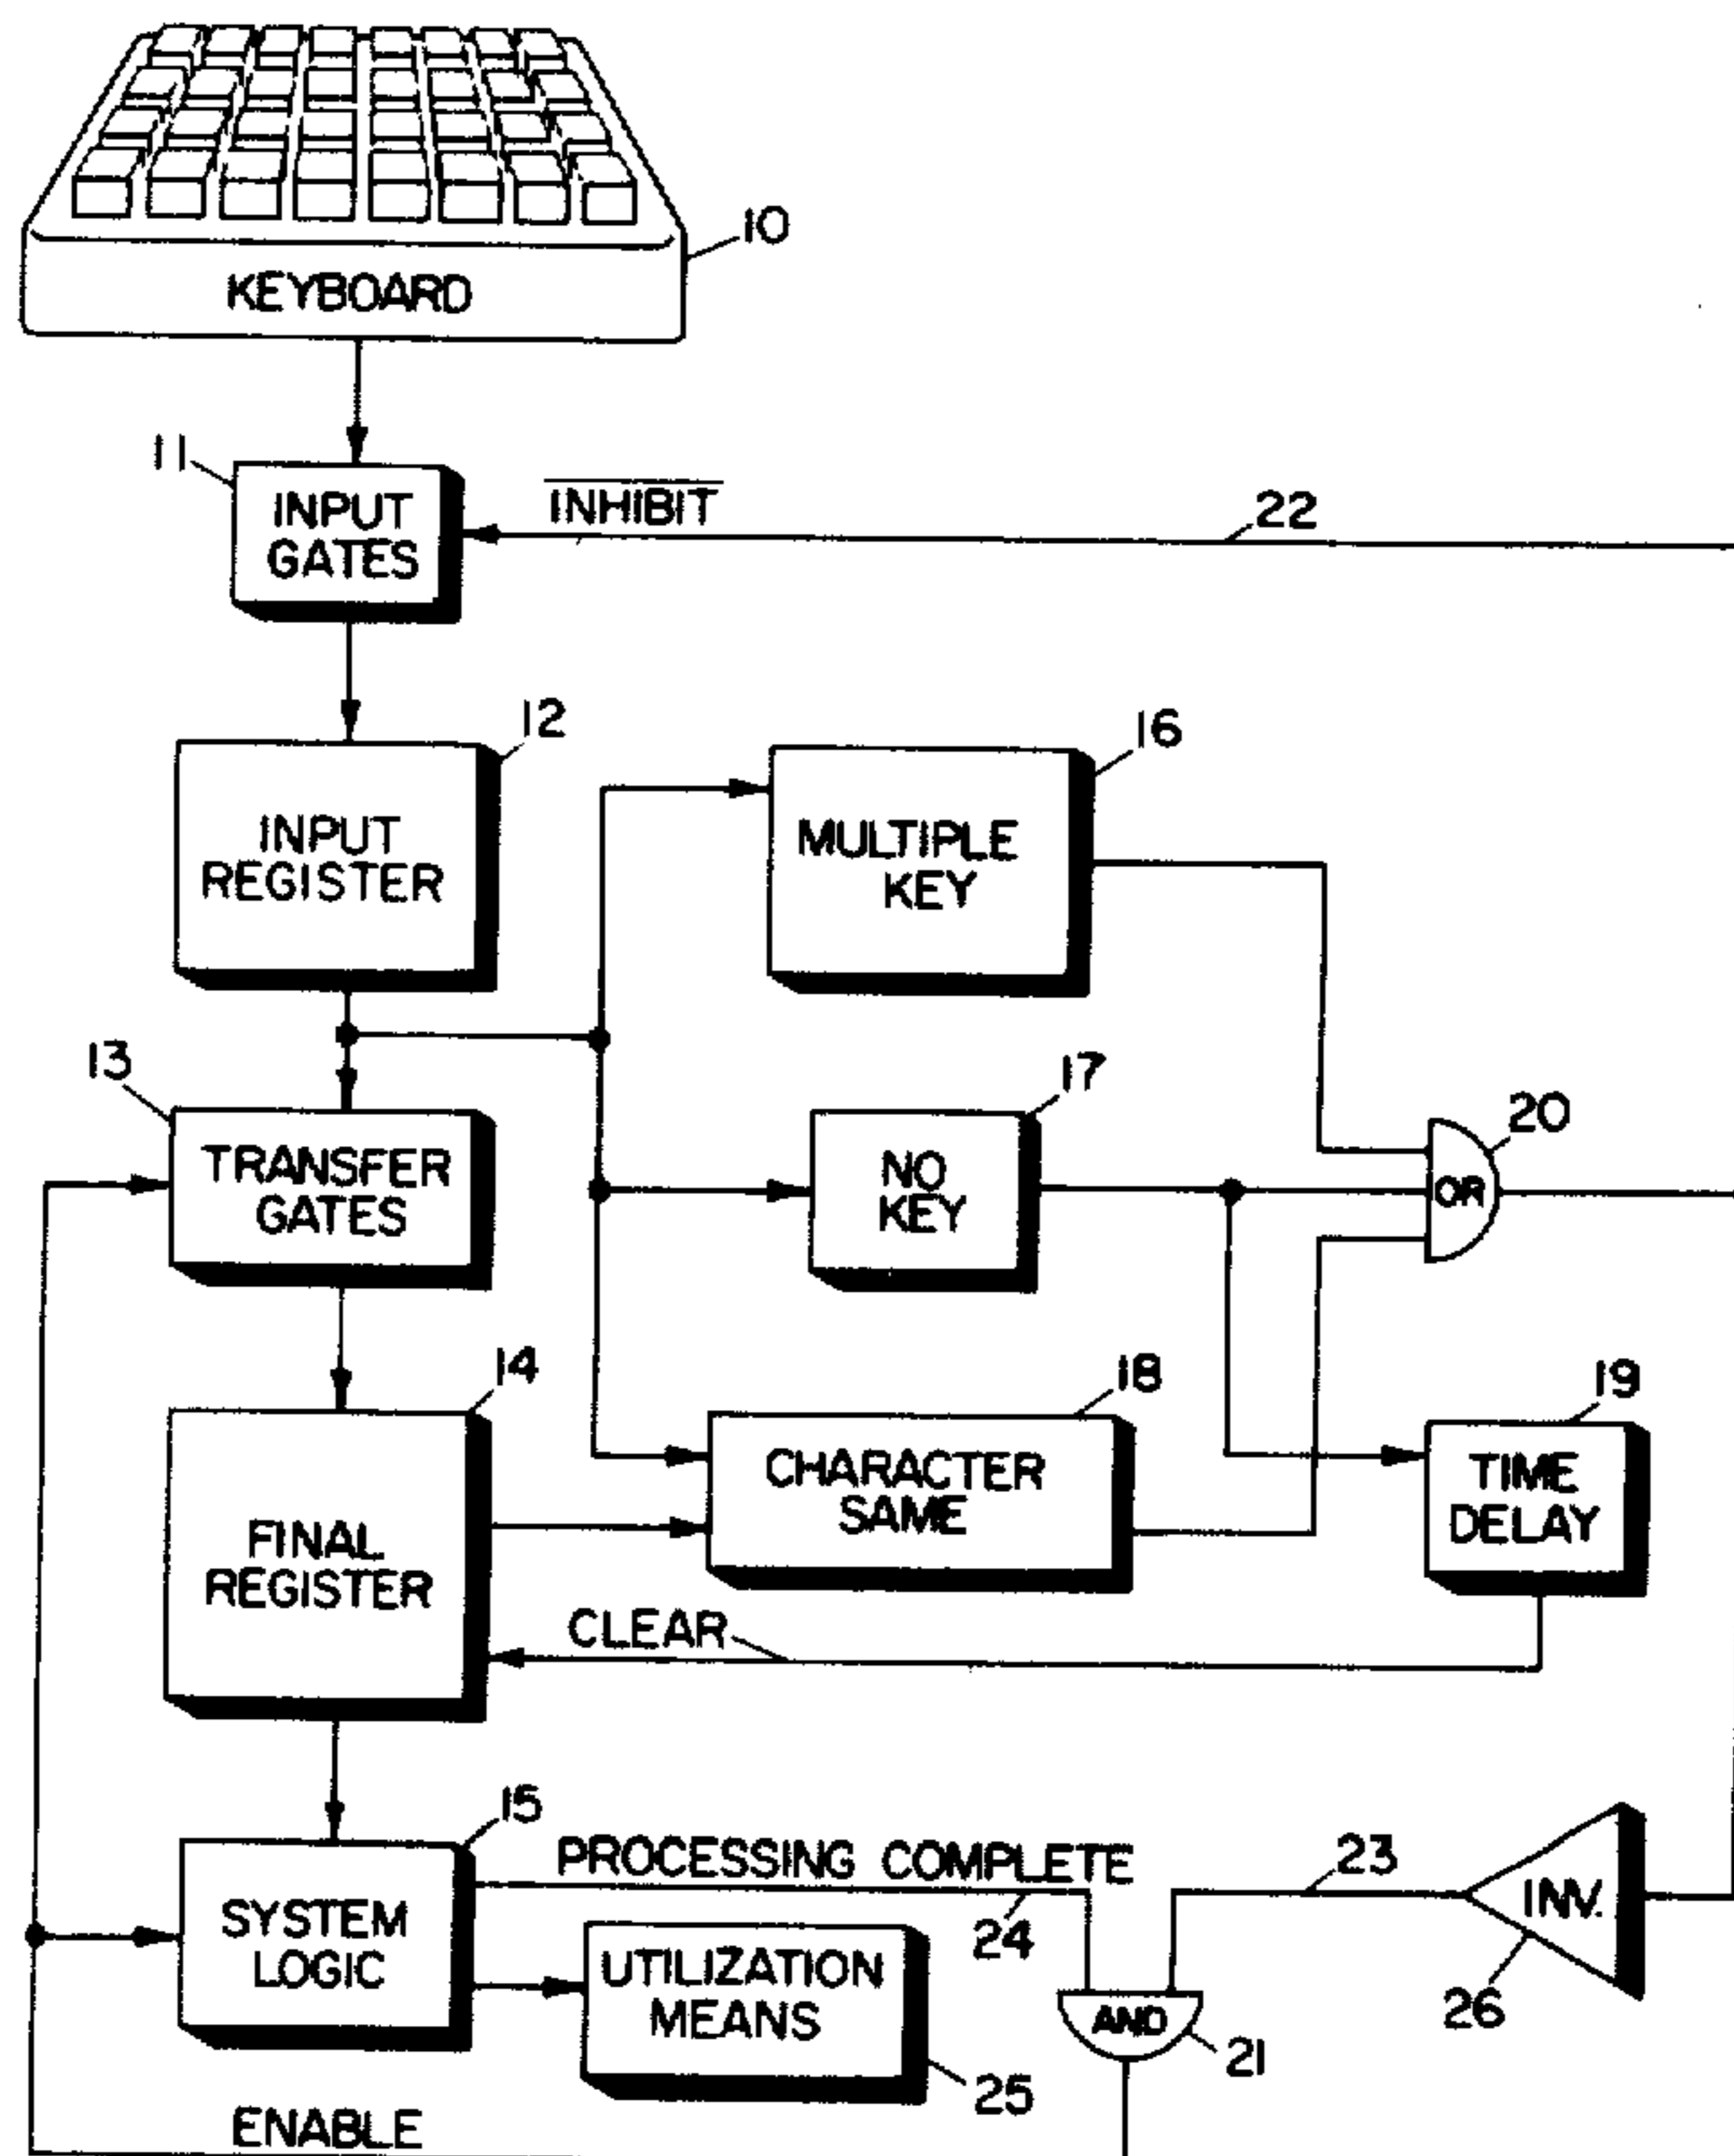 10
KEYBOARD
11
INPUT
GATES
INHIBIT
22
12
INPUT
REGISTER
16
MULTIPLE
KEY
13
TRANSFER
GATES
17
NO
KEY
20
OR
14
FINAL
REGISTER
18
CHARACTER
SAME
19
TIME
DELAY
CLEAR
15
SYSTEM
LOGIC
PROCESSING COMPLETE
24
23
INV.
26
UTILIZATION
MEANS
25
AND
21
ENABLE